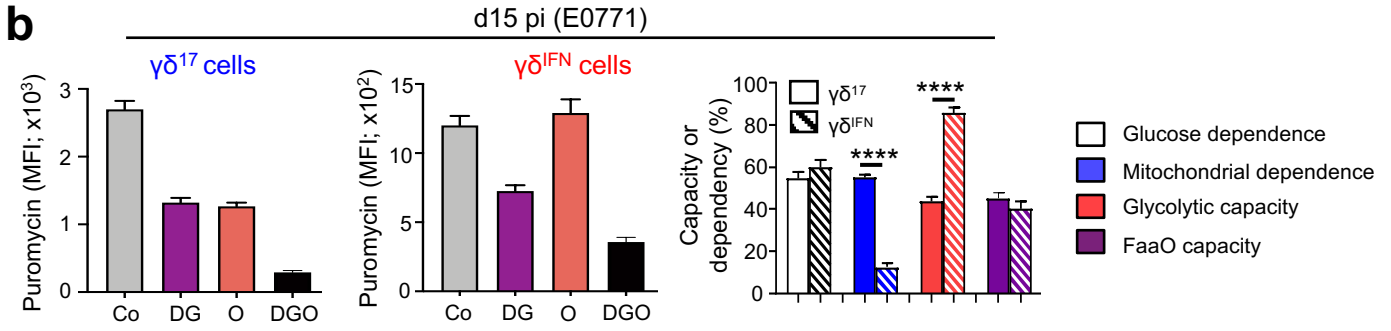 b
d15 pi (E0771)
γδ¹⁷ cells
Puromycin (MFI; x10³)
3
2
1
0
Co DG O DGO
γδᴵᶠᴺ cells
Puromycin (MFI; x10²)
15
10
5
0
Co DG O DGO
Capacity or
dependency (%)
100
80
60
40
20
0
γδ¹⁷
γδᴵᶠᴺ
****
****
Glucose dependence
Mitochondrial dependence
Glycolytic capacity
FaaO capacity